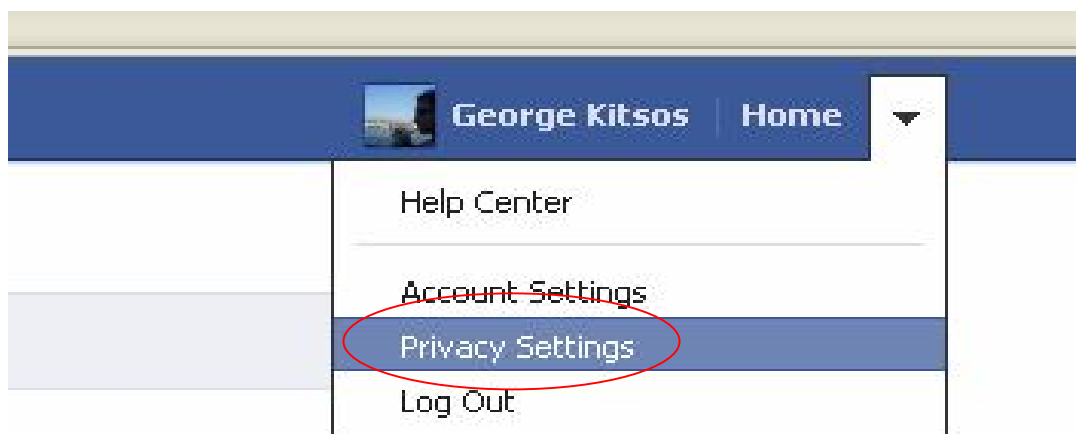 George Kitsos Home
Help Center
Account Settings
Privacy Settings
Log Out